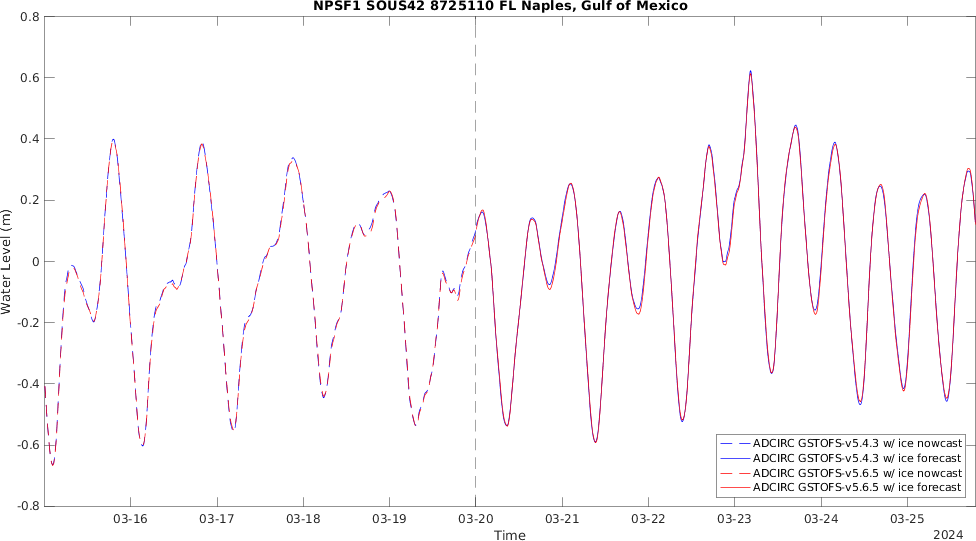 NPSF1 SOUS42 8725110 FL Naples, Gulf of Mexico
0.8
0.6
0.4
0.2
0
-0.2
-0.4
-0.6
-0.8
Water Level (m)
ADCIRC GSTOFS-v5.4.3 w/ ice nowcast
ADCIRC GSTOFS-v5.4.3 w/ ice forecast
ADCIRC GSTOFS-v5.6.5 w/ ice nowcast
ADCIRC GSTOFS-v5.6.5 w/ ice forecast
03-16 03-17 03-18 03-19 03-20 03-21 03-22 03-23 03-24 03-25
Time
2024